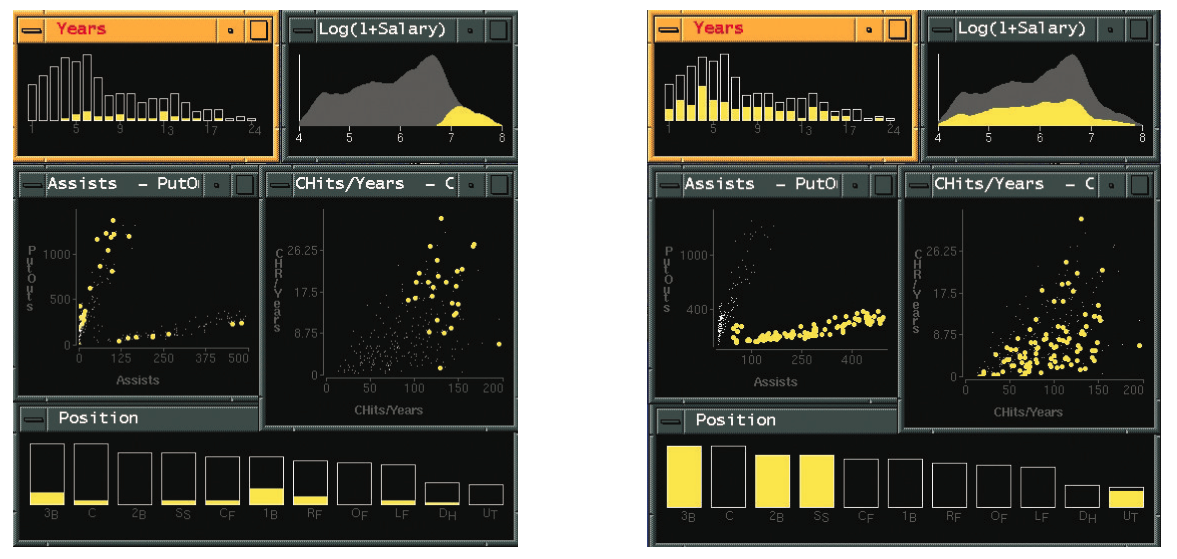 Years
Log(1+Salary)
1 5 9 13 17 24
4 5 6 7 8
Assists - PutO
CHits/Years - C
PutOuts
1000
500
0
0 125 250 375 500
Assists
CHR/Years
26.25
17.5
8.75
0
0 50 100 150 200
CHits/Years
Position
3B C 2B SS CF 1B RF OF LF DH UT
Years
Log(1+Salary)
1 5 9 13 17 24
4 5 6 7 8
Assists - PutO
CHits/Years - C
PutOuts
1000
400
100 250 400
Assists
CHR/Years
26.25
17.5
8.75
0
0 50 100 150 200
CHits/Years
Position
3B C 2B SS CF 1B RF OF LF DH UT